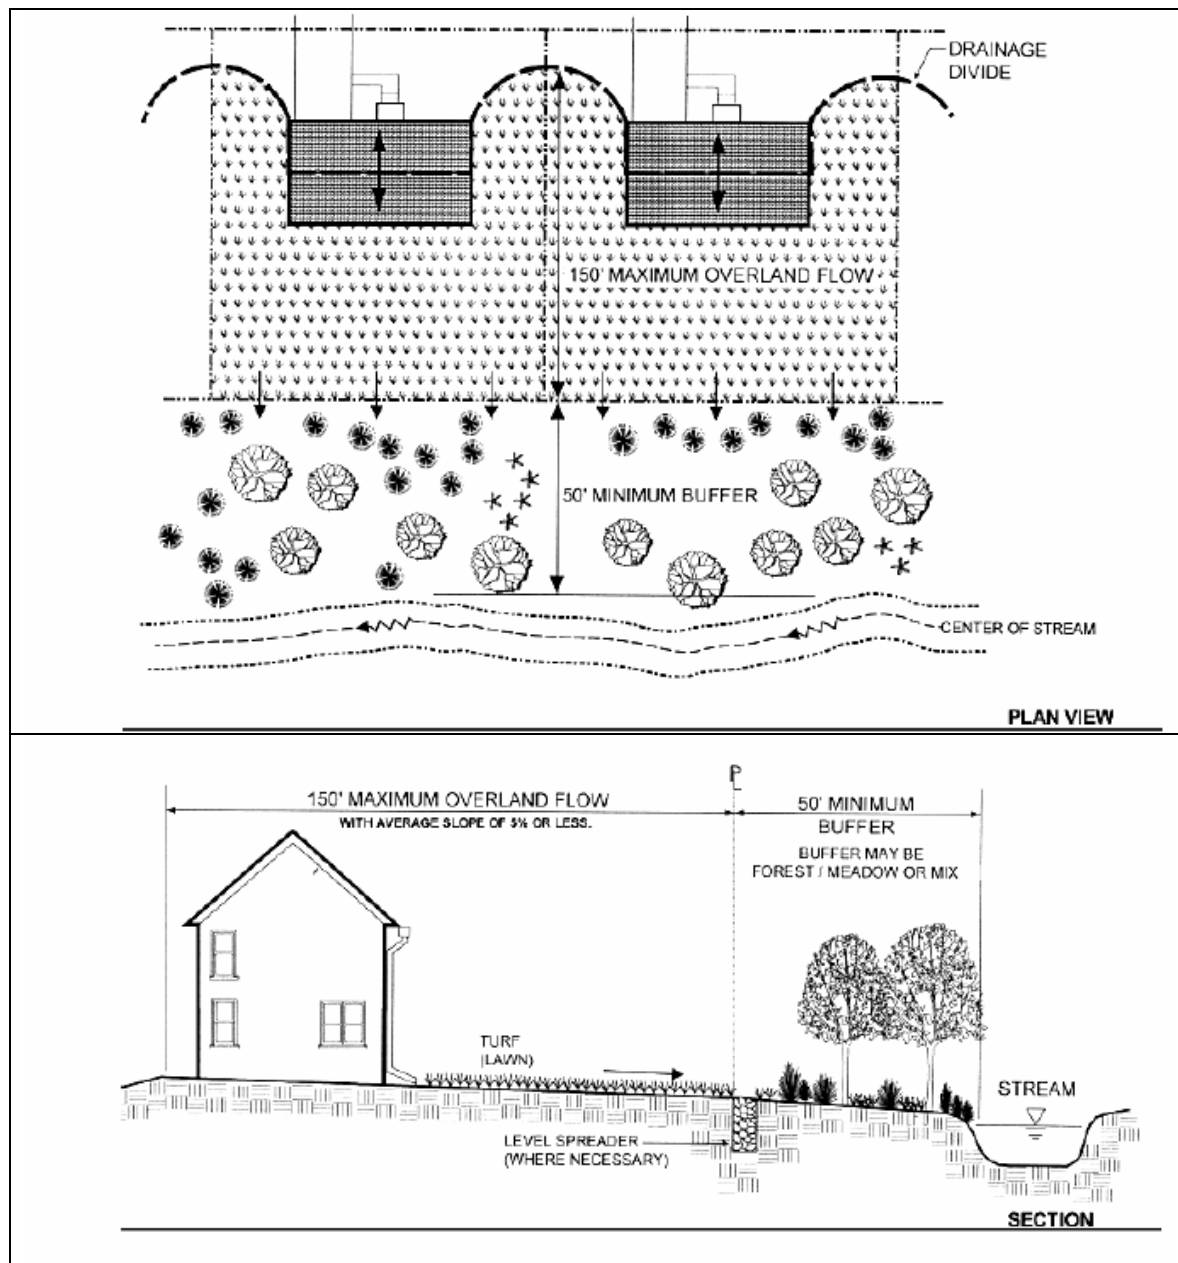 DRAINAGE
DIVIDE
150' MAXIMUM OVERLAND FLOW
50' MINIMUM BUFFER
CENTER OF STREAM
PLAN VIEW
PL
150' MAXIMUM OVERLAND FLOW
WITH AVERAGE SLOPE OF 5% OR LESS.
50' MINIMUM
BUFFER
BUFFER MAY BE
FOREST / MEADOW OR MIX
TURF
(LAWN)
STREAM
LEVEL SPREADER
(WHERE NECESSARY)
SECTION